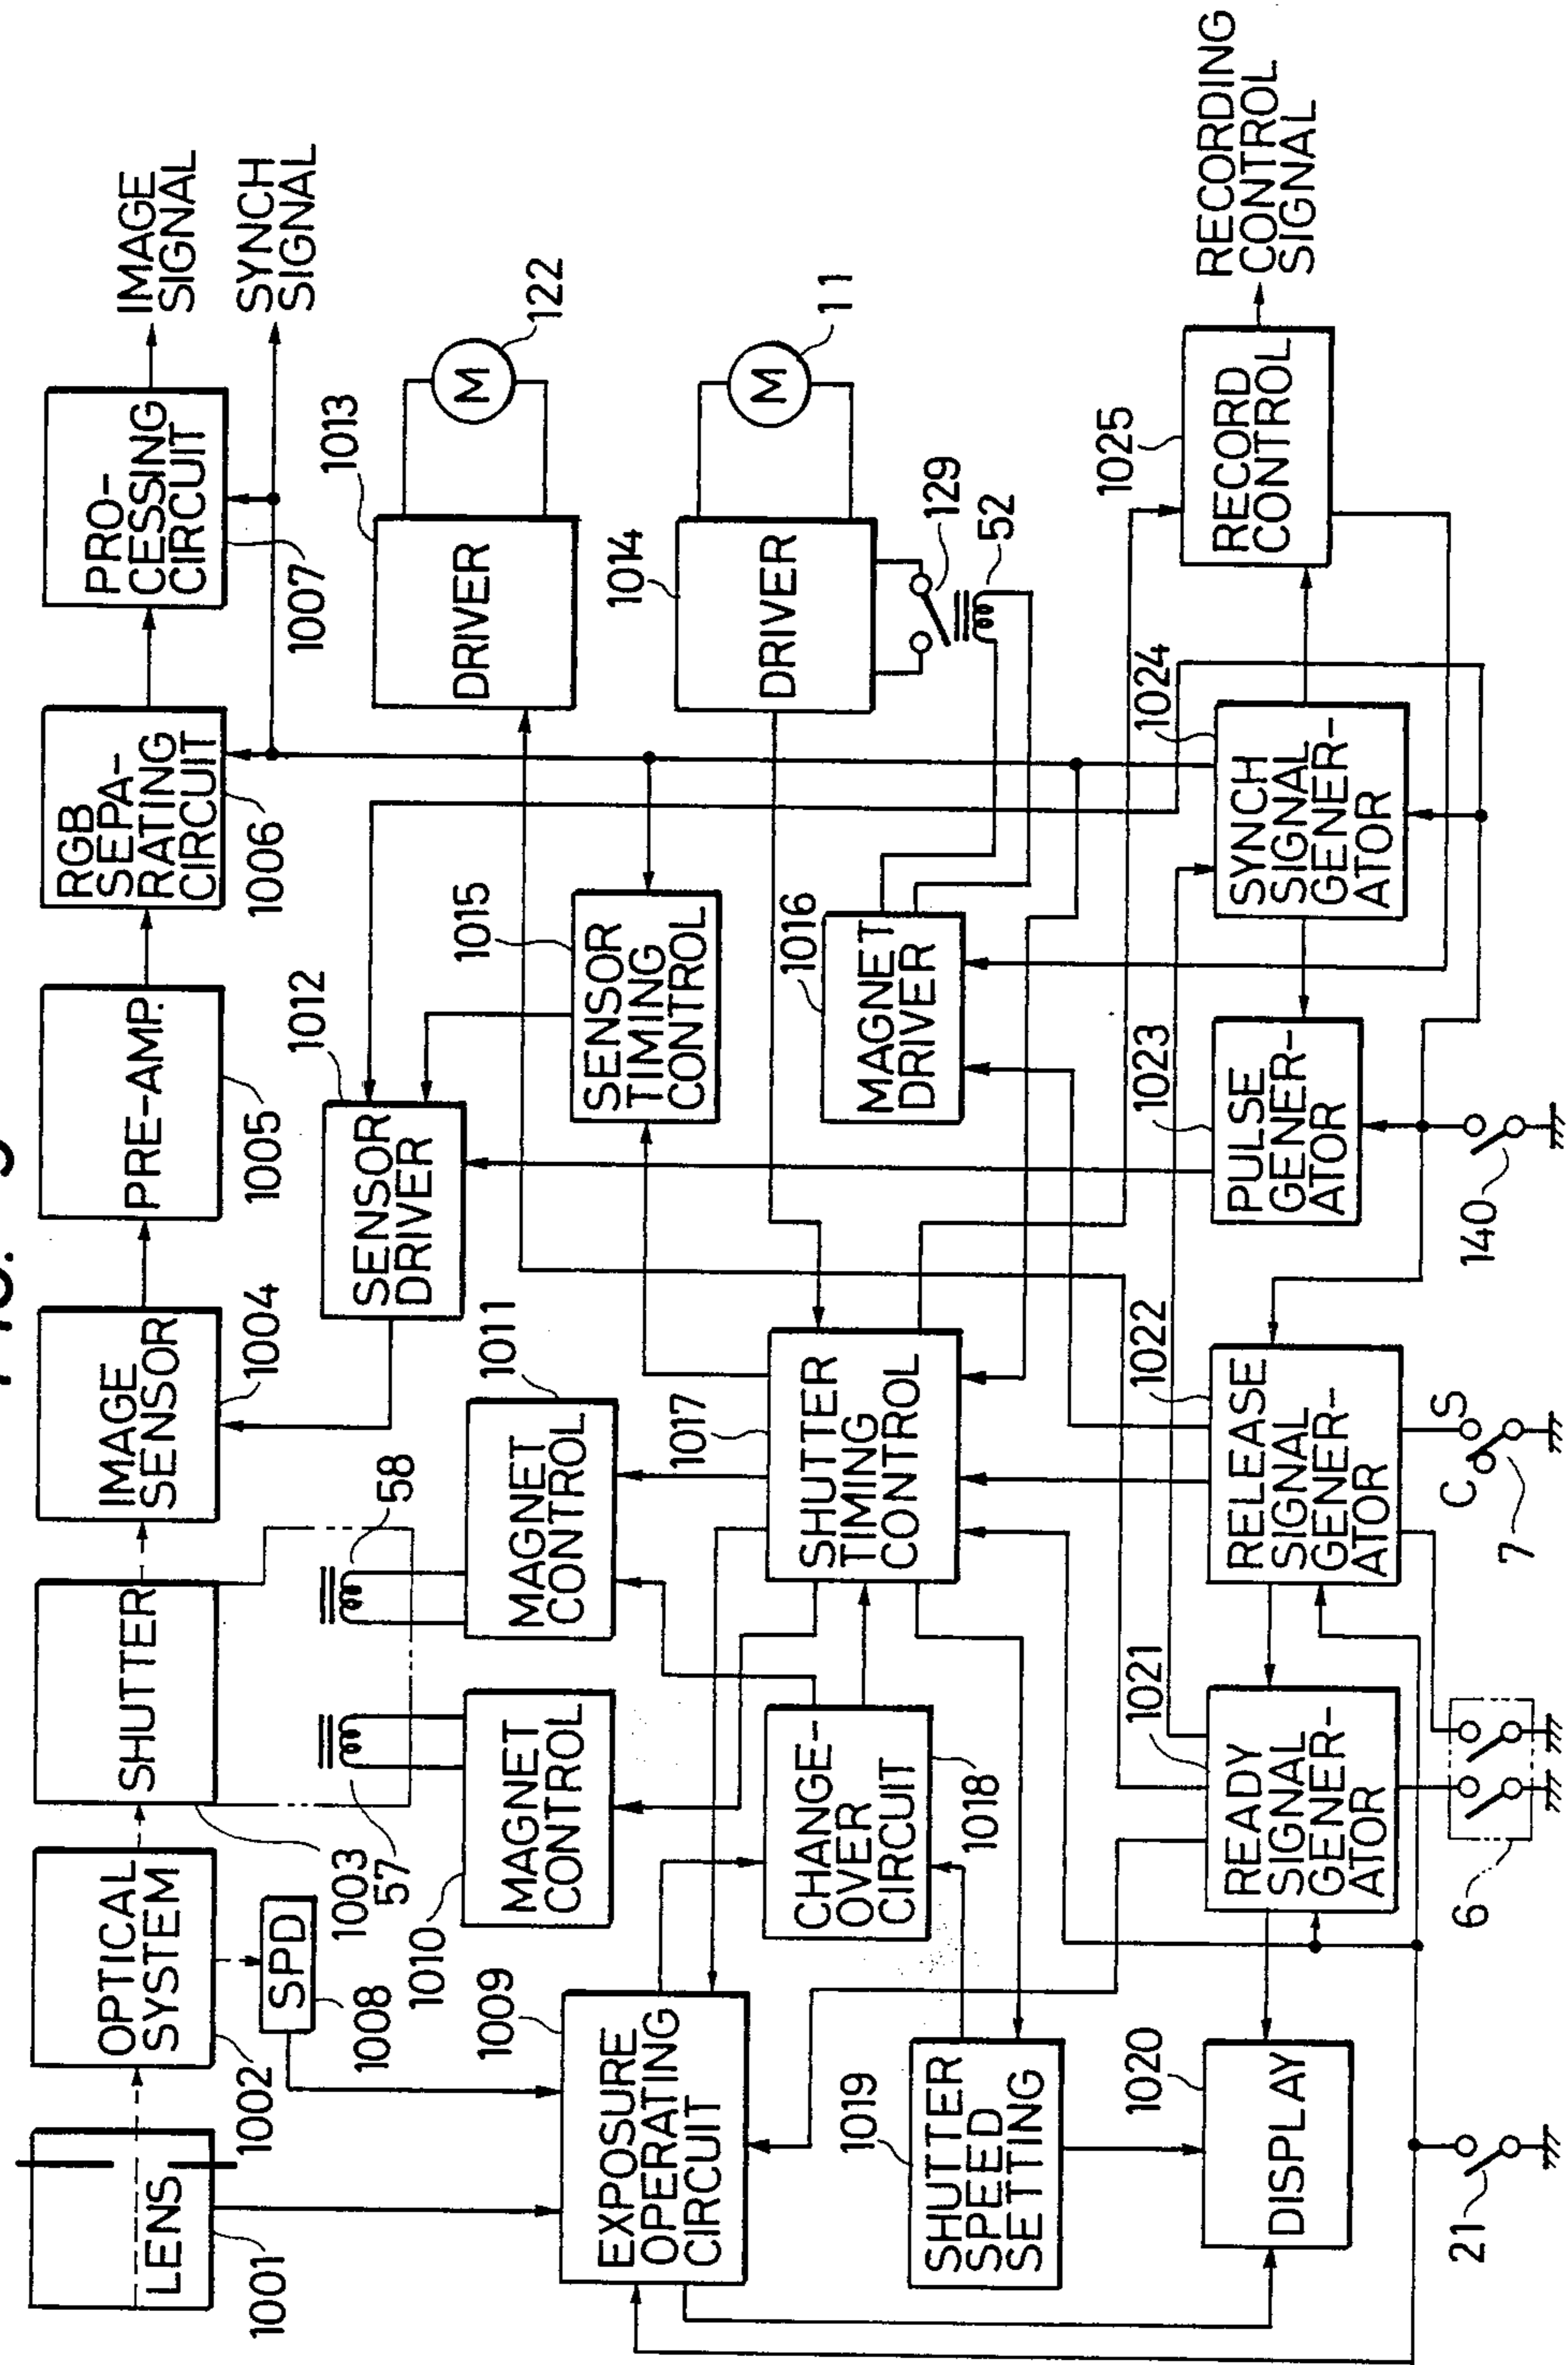 LENS
1001
OPTICAL
SYSTEM
1002
SHUTTER
1003
IMAGE
SENSOR
1004
PRE-AMP.
1005
RGB
SEPA-
RATING
CIRCUIT
1006
PRO-
CESSING
CIRCUIT
1007
IMAGE
SIGNAL
SYNCH
SIGNAL
SPD
1008
57
58
1009
EXPOSURE
OPERATING
CIRCUIT
1010
MAGNET
CONTROL
1011
MAGNET
CONTROL
1012
SENSOR
DRIVER
1013
DRIVER
M
122
1014
DRIVER
M
11
129
52
1015
SENSOR
TIMING
CONTROL
1016
MAGNET
DRIVER
1017
SHUTTER
TIMING
CONTROL
CHANGE-
OVER
CIRCUIT
1018
1019
SHUTTER
SPEED
SETTING
1020
DISPLAY
1021
READY
SIGNAL
GENER-
ATOR
1022
RELEASE
SIGNAL
GENER-
ATOR
1023
PULSE
GENER-
ATOR
1024
SYNCH
SIGNAL
GENER-
ATOR
1025
RECORD
CONTROL
RECORDING
CONTROL
SIGNAL
21
6
C S
7
140